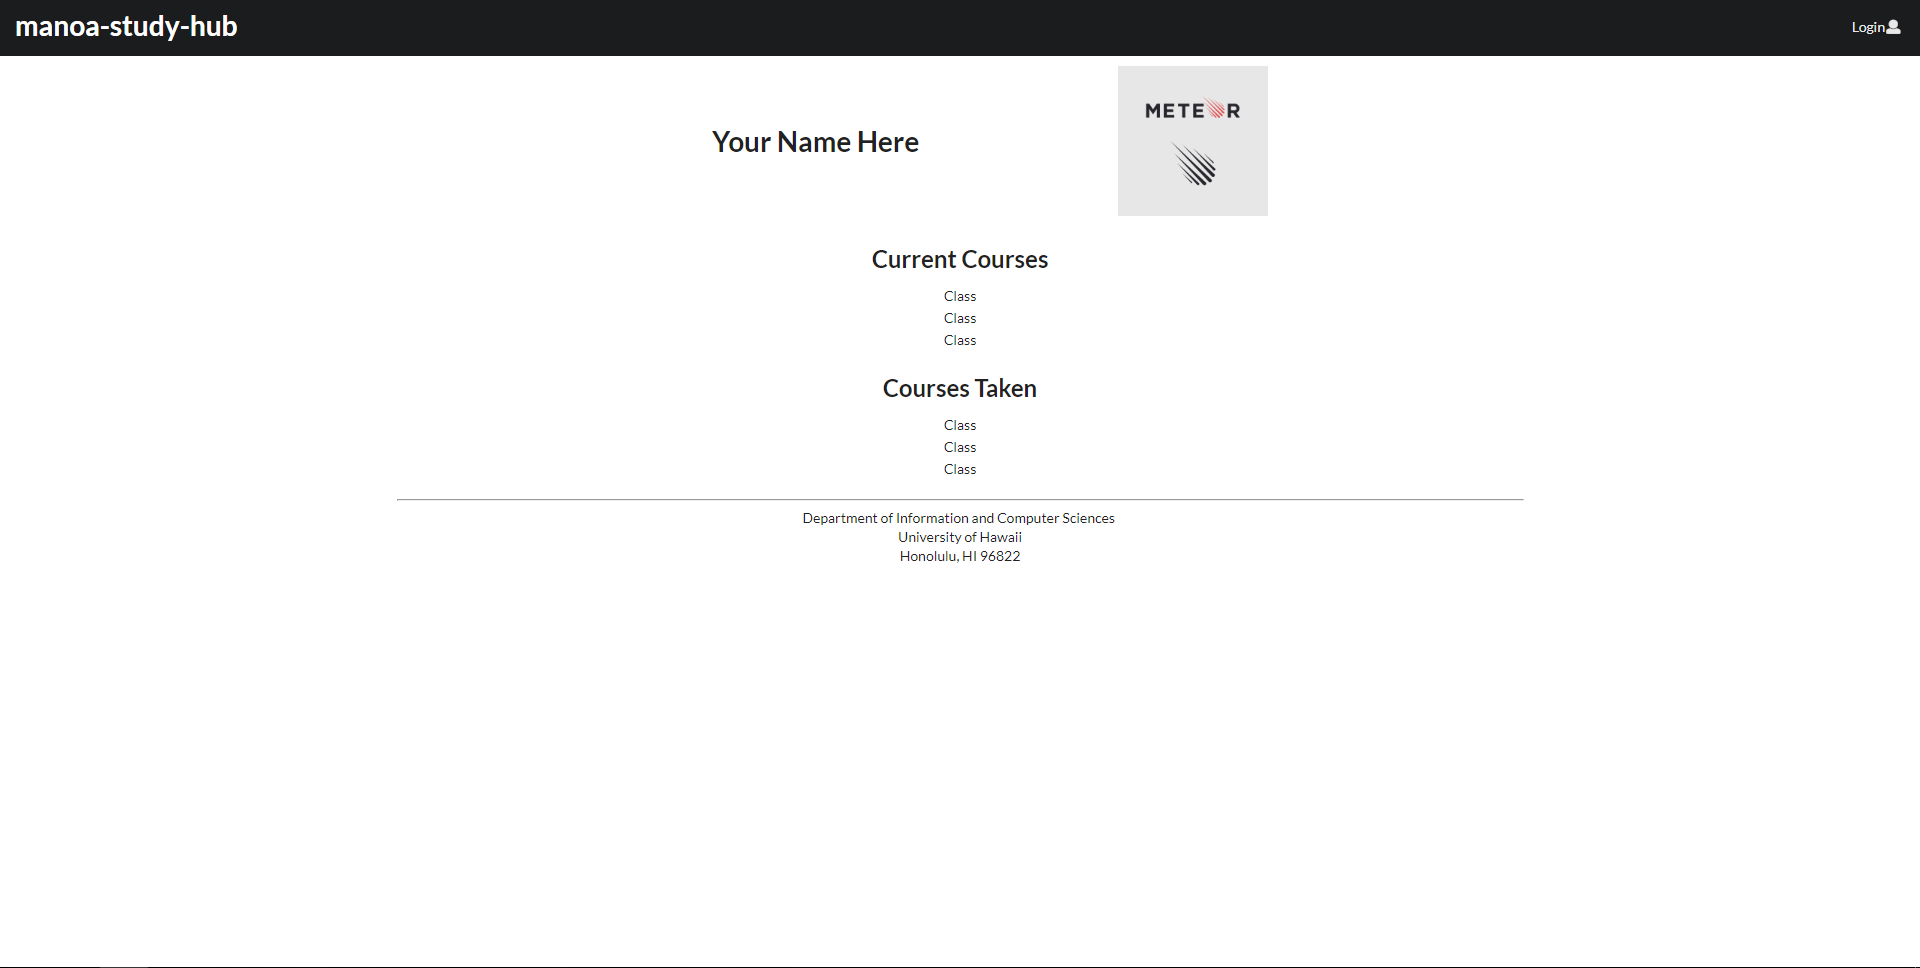 manoa-study-hub
Login
METEOR
Your Name Here
Current Courses
Class
Class
Class
Courses Taken
Class
Class
Class
Department of Information and Computer Sciences
University of Hawaii
Honolulu, HI 96822